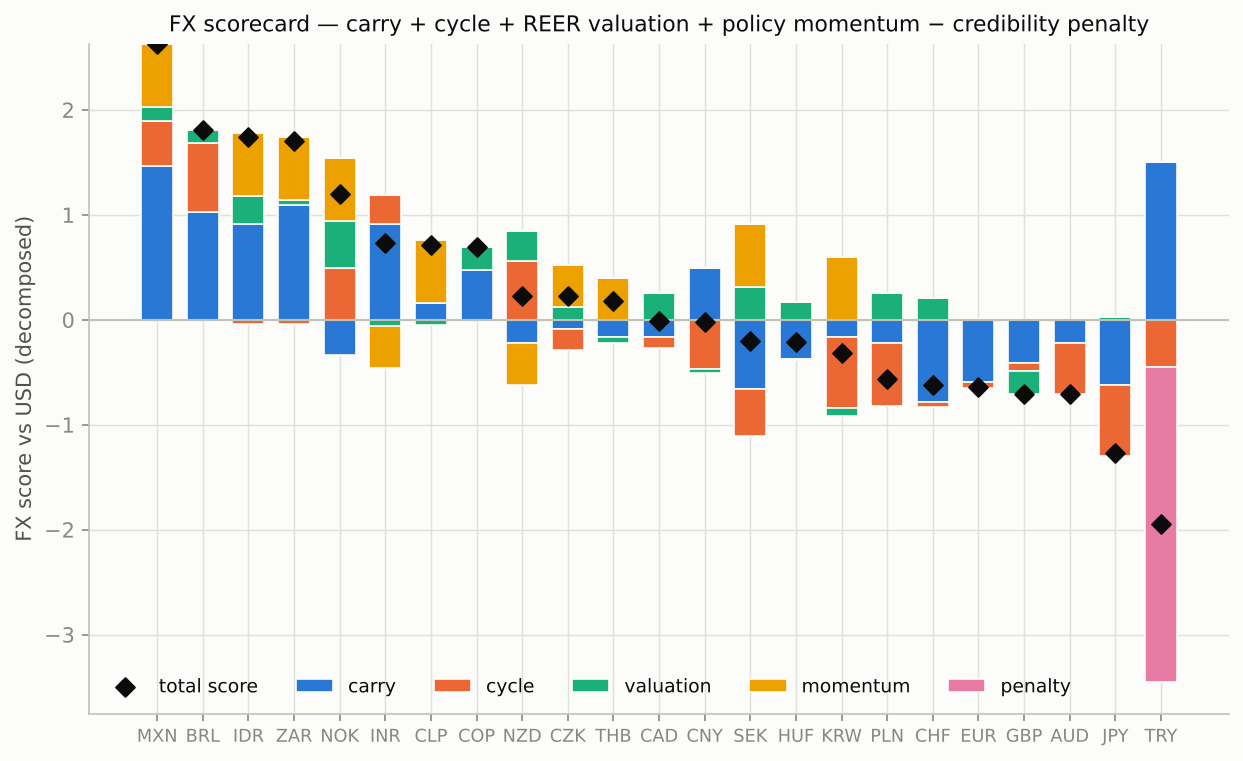 FX scorecard — carry + cycle + REER valuation + policy momentum − credibility penalty
FX score vs USD (decomposed)
2
1
0
−1
−2
−3
total score carry cycle valuation momentum penalty
MXN BRL IDR ZAR NOK INR CLP COP NZD CZK THB CAD CNY SEK HUF KRW PLN CHF EUR GBP AUD JPY TRY